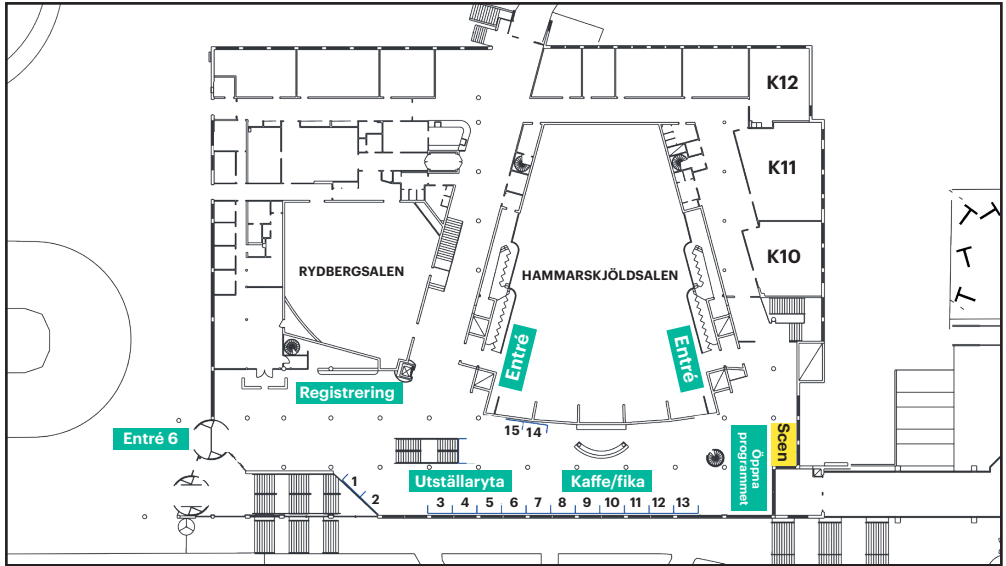 K12
K11
RYDBERGSALEN
HAMMARSKJÖLDSALEN
K10
Entré
Entré
Registrering
Entré 6
15 14
Scen
Öppna
programmet
1
2
Utställaryta
Kaffe/fika
3 4 5 6 7 8 9 10 11 12 13